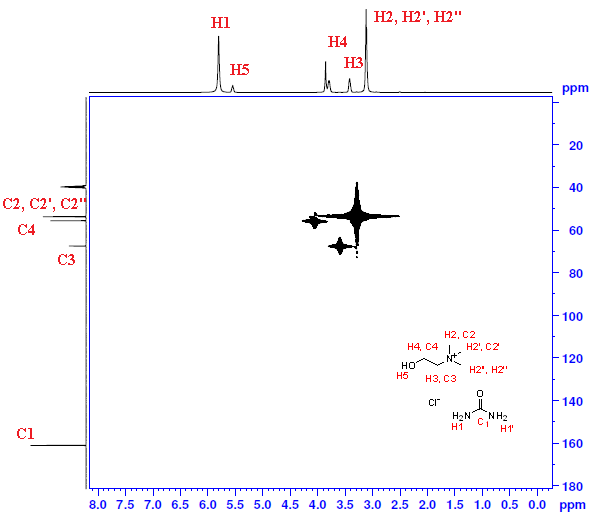 H1
H5
H4
H3
H2, H2', H2''
ppm
C2, C2', C2''
C4
C3
C1
20
40
60
80
100
120
140
160
180
H2, C2
H4, C4
H2', C2'
N+
HO
H5
H3, C3
H2'', H2''
Cl-
O
H2N
NH2
H1
C1
H1'
8.0 7.5 7.0 6.5 6.0 5.5 5.0 4.5 4.0 3.5 3.0 2.5 2.0 1.5 1.0 0.5 0.0 ppm